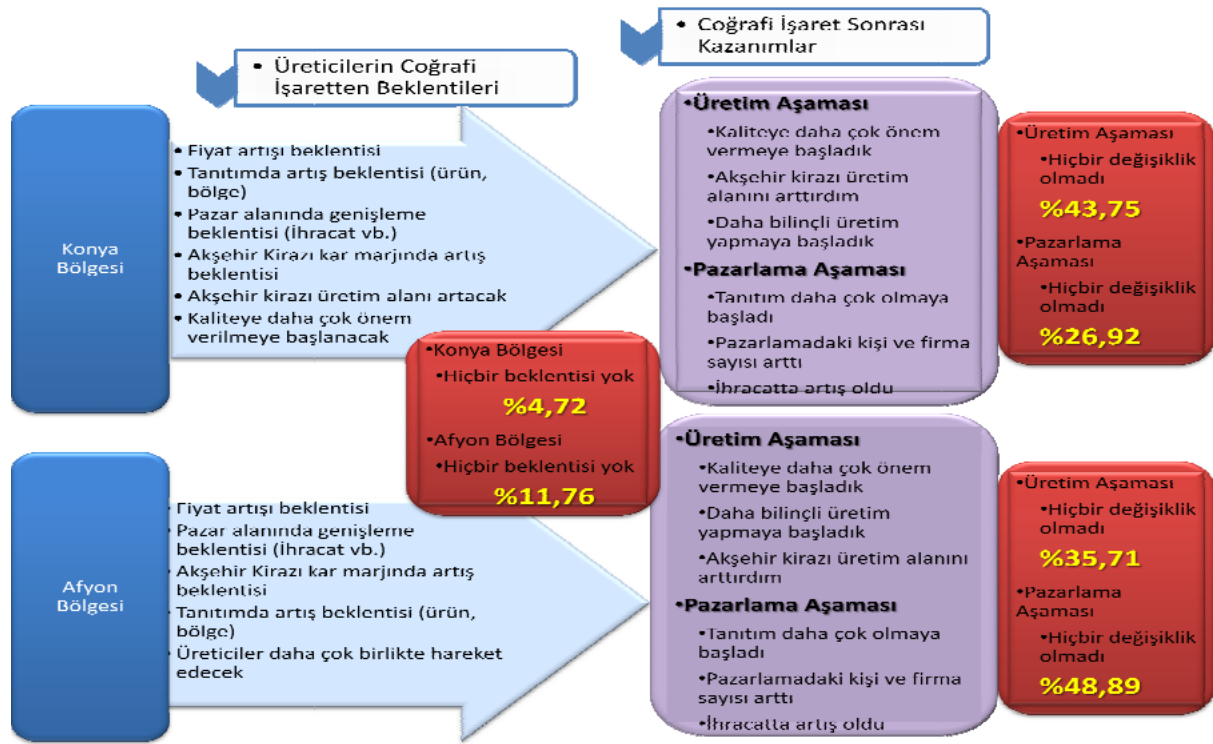 • Üreticilerin Coğrafi
İşaretten Beklentileri
• Coğrafi İşaret Sonrası
Kazanımlar
Konya
Bölgesi
• Fiyat artışı beklentisi
• Tanıtımda artış beklentisi (ürün,
bölge)
• Pazar alanında genişleme
beklentisi (İhracat vb.)
• Akşehir Kirazı kar marjında artış
beklentisi
• Akşehir kirazı üretim alanı artacak
• Kaliteye daha çok önem
verilmeye başlanacak
•Üretim Aşaması
•Kaliteye daha çok önem
vermeye başladık
•Akşehir kirazı üretim
alanını arttırdım
•Daha bilinçli üretim
yapmaya başladık
•Pazarlama Aşaması
•Tanıtım daha çok olmaya
başladı
•Pazarlamadaki kişi ve firma
sayısı arttı
•İhracatta artış oldu
•Üretim Aşaması
•Hiçbir değişiklik
olmadı
%43,75
•Pazarlama
Aşaması
•Hiçbir değişiklik
olmadı
%26,92
•Konya Bölgesi
•Hiçbir beklentisi yok
%4,72
•Afyon Bölgesi
•Hiçbir beklentisi yok
%11,76
Afyon
Bölgesi
• Fiyat artışı beklentisi
• Pazar alanında genişleme
beklentisi (İhracat vb.)
• Akşehir Kirazı kar marjında artış
beklentisi
• Tanıtımda artış beklentisi (ürün,
bölge)
• Üreticiler daha çok birlikte hareket
edecek
•Üretim Aşaması
•Kaliteye daha çok önem
vermeye başladık
•Daha bilinçli üretim
yapmaya başladık
•Akşehir kirazı üretim alanını
arttırdım
•Pazarlama Aşaması
•Tanıtım daha çok olmaya
başladı
•Pazarlamadaki kişi ve firma
sayısı arttı
•İhracatta artış oldu
•Üretim Aşaması
•Hiçbir değişiklik
olmadı
%35,71
•Pazarlama
Aşaması
•Hiçbir değişiklik
olmadı
%48,89